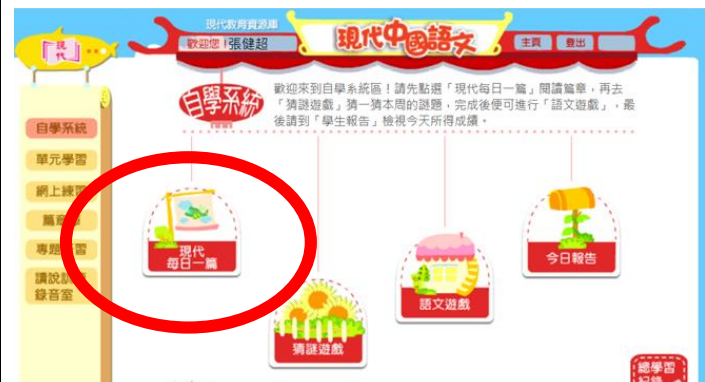 現代教育資源庫
現代
歡迎您！張健超
現代中國語文
主頁
登出
自學系統
歡迎來到自學系統區！請先點選「現代每日一篇」閱讀篇章，再去
「猜謎遊戲」猜一猜本周的謎題，完成後便可進行「語文遊戲」，最
後請到「學生報告」檢視今天所得成績。
自學系統
單元學習
網上練
篇章
專題 習
讀說訓
錄音室
現代
每日一篇
猜謎遊戲
語文遊戲
今日報告
總學習
紀錄